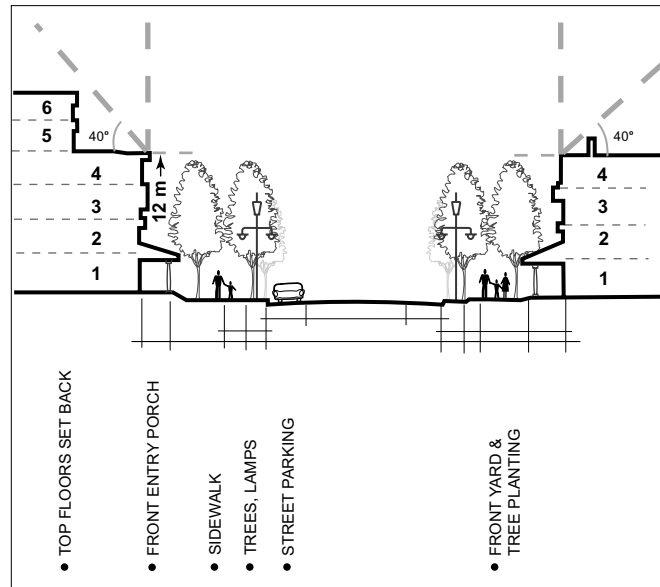 6
5
40°
4
3
2
1
12 m
40°
4
3
2
1
• TOP FLOORS SET BACK
• FRONT ENTRY PORCH
• SIDEWALK
• TREES, LAMPS
• STREET PARKING
• FRONT YARD &
TREE PLANTING